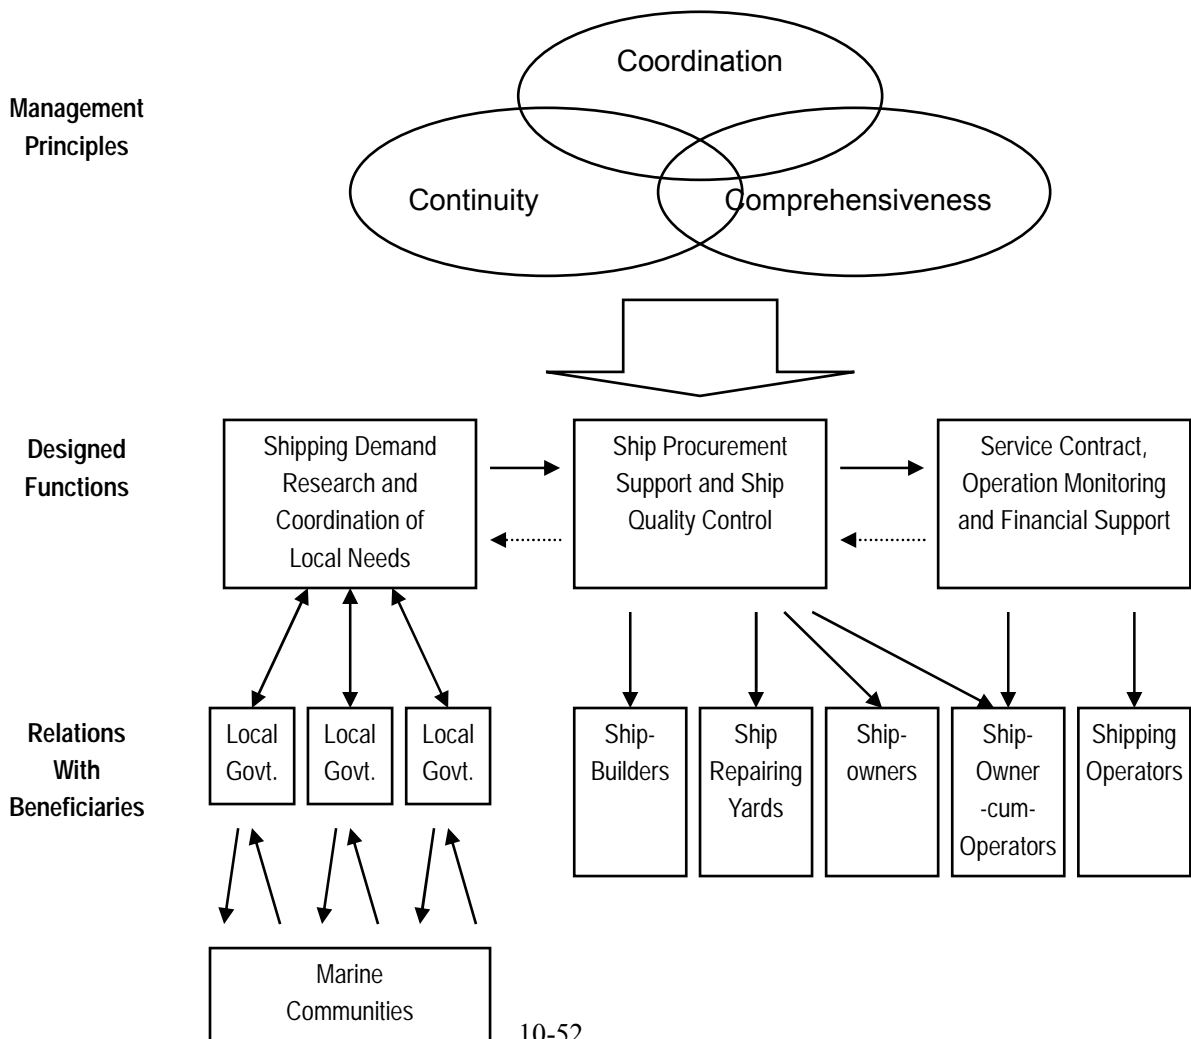 Coordination
Management
Principles
Continuity
Comprehensiveness
Designed
Functions
Shipping Demand
Research and
Coordination of
Local Needs
Ship Procurement
Support and Ship
Quality Control
Service Contract,
Operation Monitoring
and Financial Support
Relations
With
Beneficiaries
Local
Govt.
Local
Govt.
Local
Govt.
Ship-
Builders
Ship
Repairing
Yards
Ship-
owners
Ship-
Owner
-cum-
Operators
Shipping
Operators
Marine
Communities
10-52